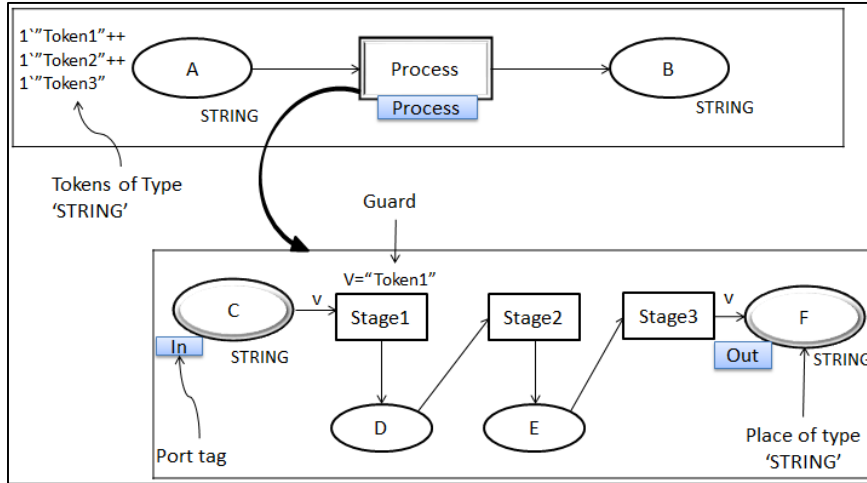 1`”Token1”++
1`”Token2”++
1`”Token3”
A
STRING
Process
Process
B
STRING
Tokens of Type
‘STRING’
Guard
V=“Token1”
C
STRING
In
v
Stage1
Stage2
Stage3
v
F
STRING
Out
D
E
Port tag
Place of type
‘STRING’